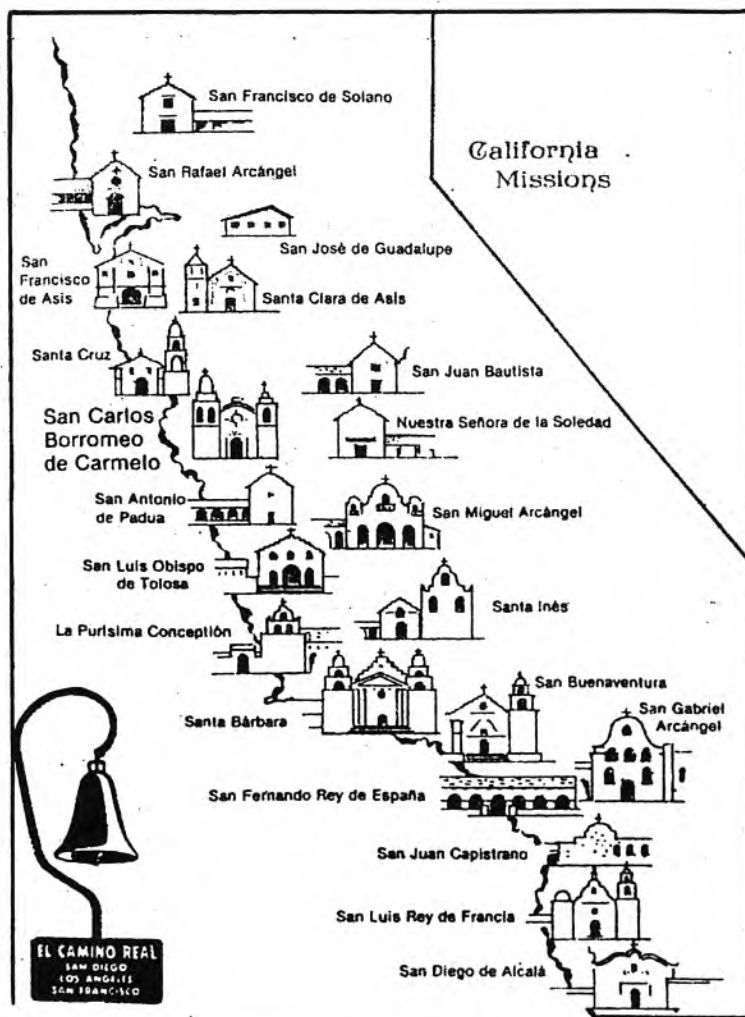 San Francisco de Solano
California
Missions
San Rafael Arcángel
San José de Guadalupe
San
Francisco
de Asis
Santa Clara de Asís
Santa Cruz
San Juan Bautista
San Carlos
Borromeo
de Carmelo
Nuestra Señora de la Soledad
San Antonio
de Padua
San Miguel Arcángel
San Luis Obispo
de Tolosa
Santa Inés
La Purísima Conceptión
San Buenaventura
San Gabriel
Arcángel
Santa Bárbara
San Fernando Rey de España
San Juan Capistrano
San Luis Rey de Francia
San Diego de Alcalá
EL CAMINO REAL
SAN DIEGO
LOS ANGELES
SAN FRANCISCO